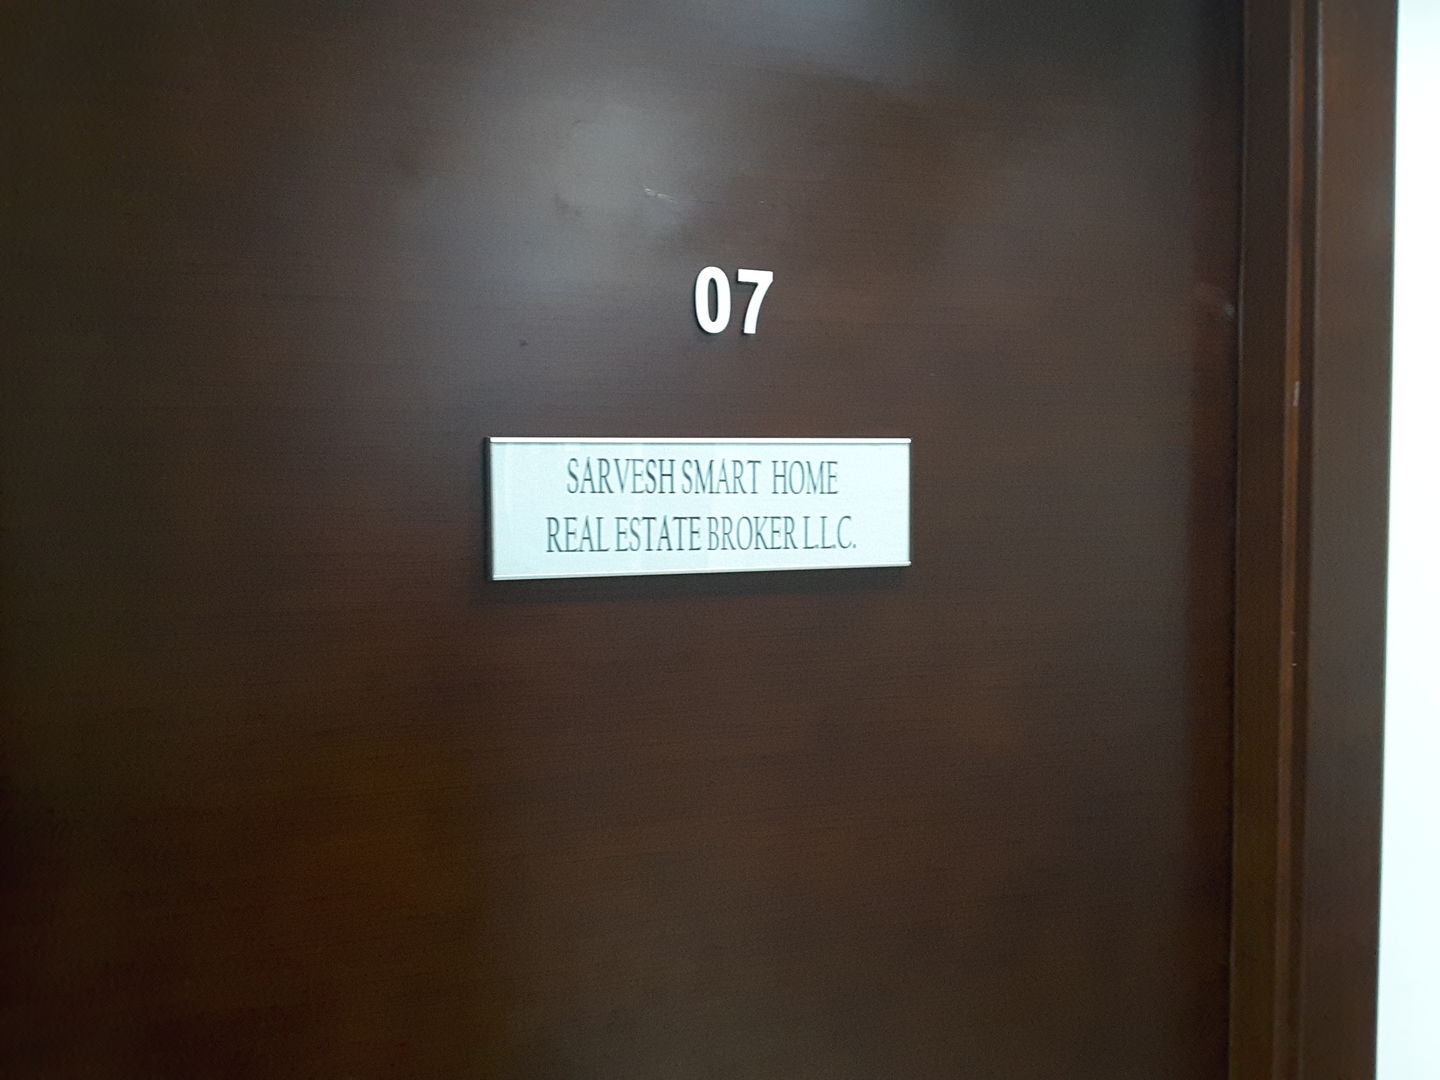 07
SARVESH SMART HOME
REAL ESTATE BROKER L.L.C.